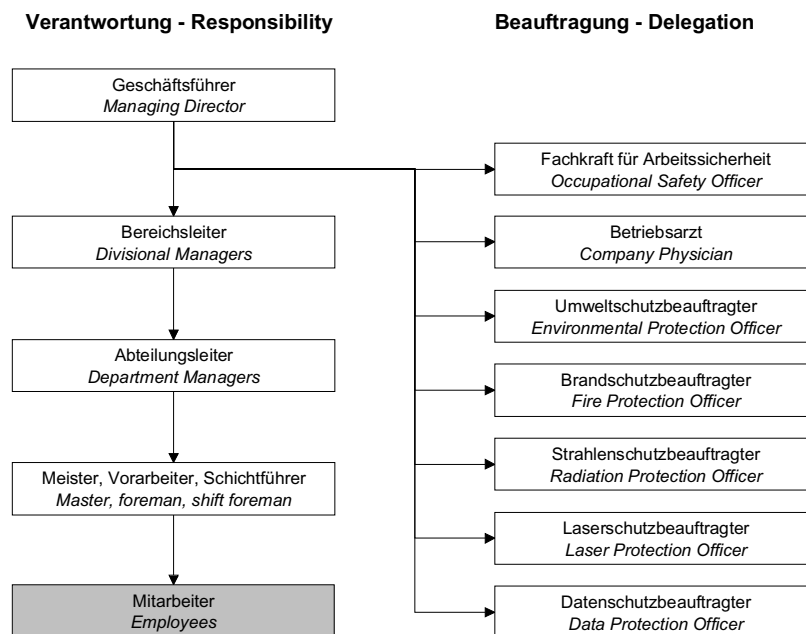 Verantwortung - Responsibility
Geschäftsführer
Managing Director
Bereichsleiter
Divisional Managers
Abteilungsleiter
Department Managers
Meister, Vorarbeiter, Schichtführer
Master, foreman, shift foreman
Mitarbeiter
Employees
Beauftragung - Delegation
Fachkraft für Arbeitssicherheit
Occupational Safety Officer
Betriebsarzt
Company Physician
Umweltschutzbeauftragter
Environmental Protection Officer
Brandschutzbeauftragter
Fire Protection Officer
Strahlenschutzbeauftragter
Radiation Protection Officer
Laserschutzbeauftragter
Laser Protection Officer
Datenschutzbeauftragter
Data Protection Officer